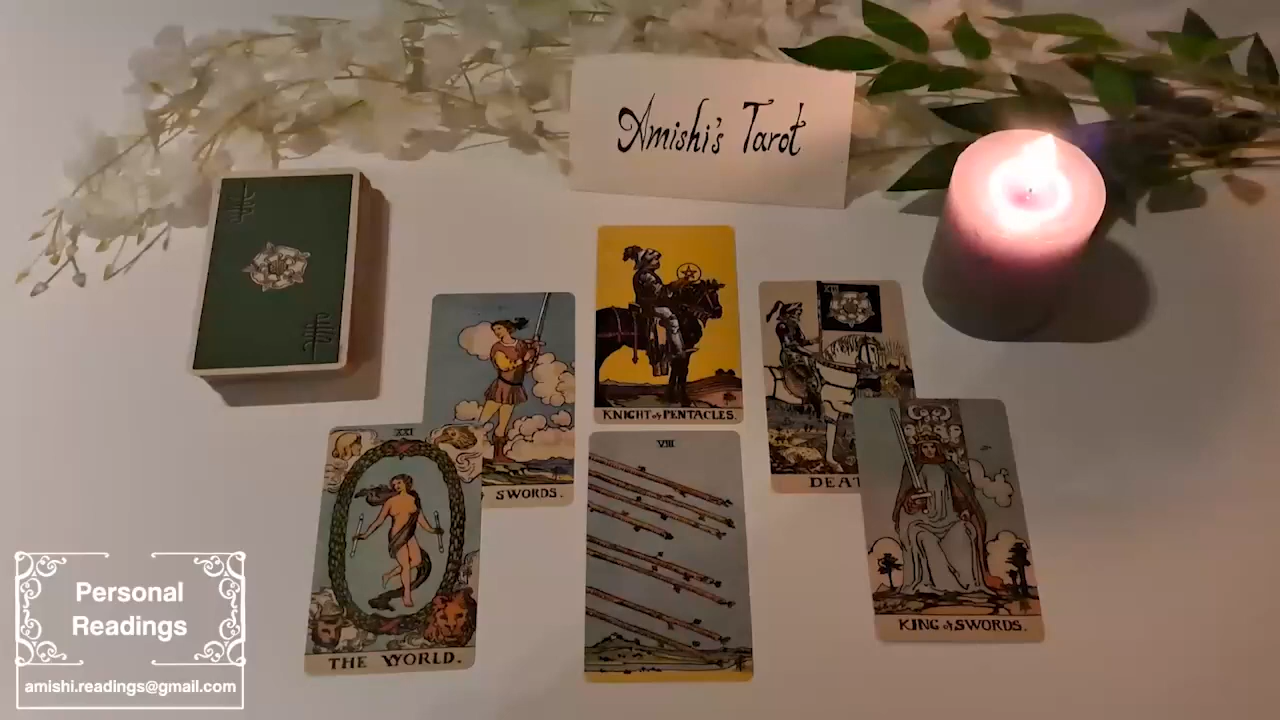 Amishi's Tarot
KNIGHT of PENTACLES.
XIII
DEAT
SWORDS.
XXI
THE WORLD.
VIII
KING of SWORDS.
Personal
Readings
amishi.readings@gmail.com